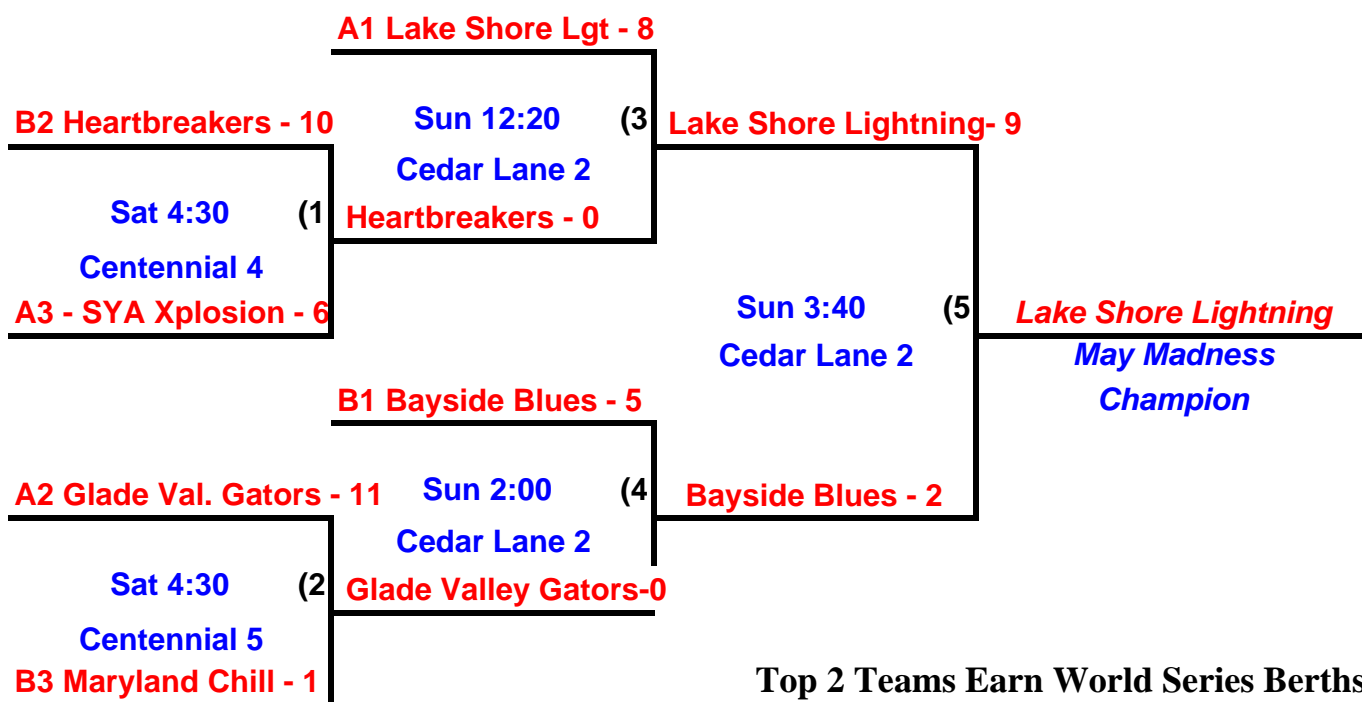 A1 Lake Shore Lgt - 8
B2 Heartbreakers - 10
Sun 12:20 (3
Lake Shore Lightning- 9
Cedar Lane 2
Sat 4:30 (1
Heartbreakers - 0
Centennial 4
A3 - SYA Xplosion - 6
Sun 3:40 (5
Lake Shore Lightning
Cedar Lane 2
May Madness
Champion
B1 Bayside Blues - 5
A2 Glade Val. Gators - 11
Sun 2:00 (4
Bayside Blues - 2
Cedar Lane 2
Sat 4:30 (2
Glade Valley Gators-0
Centennial 5
B3 Maryland Chill - 1
Top 2 Teams Earn World Series Berths